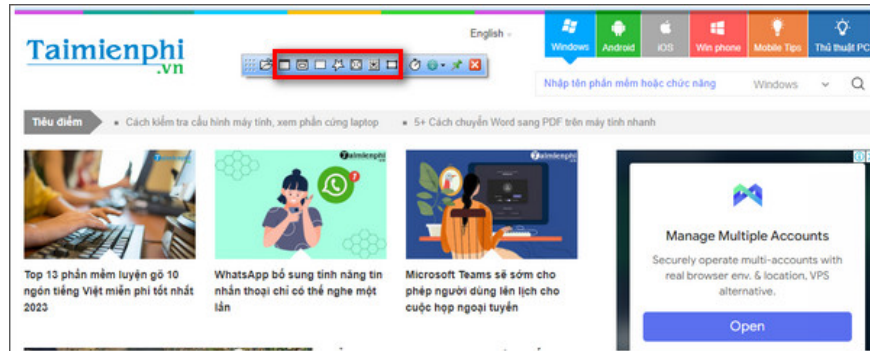 Taimienphi
.vn
English
Windows Android iOS Win phone Mobile Tips Thủ thuật PC
Nhập tên phần mềm hoặc chức năng Windows
Tiêu điểm
Cách kiểm tra cấu hình máy tính, xem phần cứng laptop
5+ Cách chuyển Word sang PDF trên máy tính nhanh
Taimienphi
Taimienphi
Taimienphi
Top 13 phần mềm luyện gõ 10
ngón tiếng Việt miễn phí tốt nhất
2023
WhatsApp bổ sung tính năng tin
nhắn thoại chỉ có thể nghe một
lần
Microsoft Teams sẽ sớm cho
phép người dùng lên lịch cho
cuộc họp ngoại tuyến
Manage Multiple Accounts
Securely operate multi-accounts with
real browser env. & location, VPS
alternative.
Open